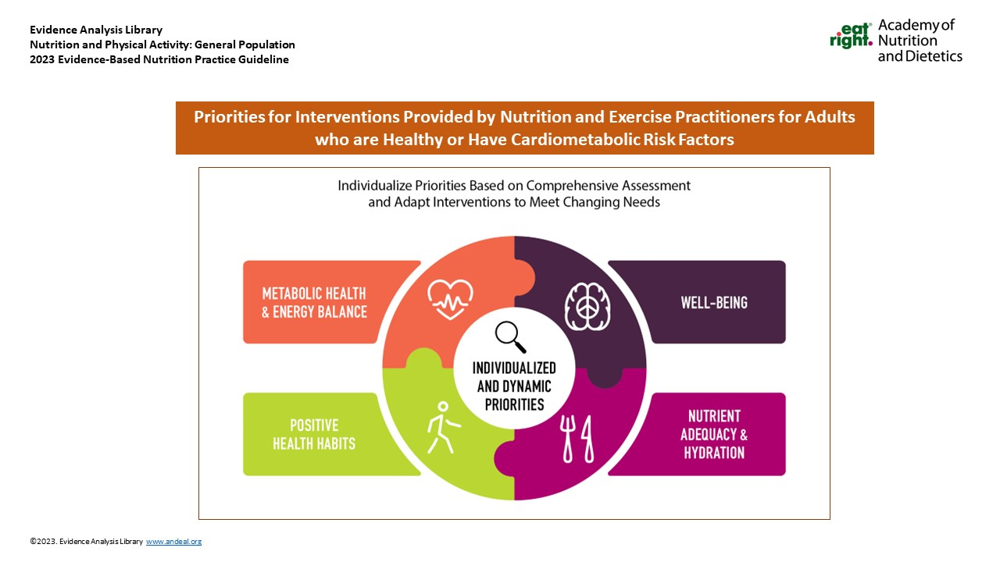 Evidence Analysis Library
Nutrition and Physical Activity: General Population
2023 Evidence-Based Nutrition Practice Guideline
eat
right.
Academy of
Nutrition
and Dietetics
Priorities for Interventions Provided by Nutrition and Exercise Practitioners for Adults
who are Healthy or Have Cardiometabolic Risk Factors
Individualize Priorities Based on Comprehensive Assessment
and Adapt Interventions to Meet Changing Needs
METABOLIC HEALTH
& ENERGY BALANCE
WELL-BEING
INDIVIDUALIZED
AND DYNAMIC
PRIORITIES
POSITIVE
HEALTH HABITS
NUTRIENT
ADEQUACY &
HYDRATION
©2023. Evidence Analysis Library www.andeal.org